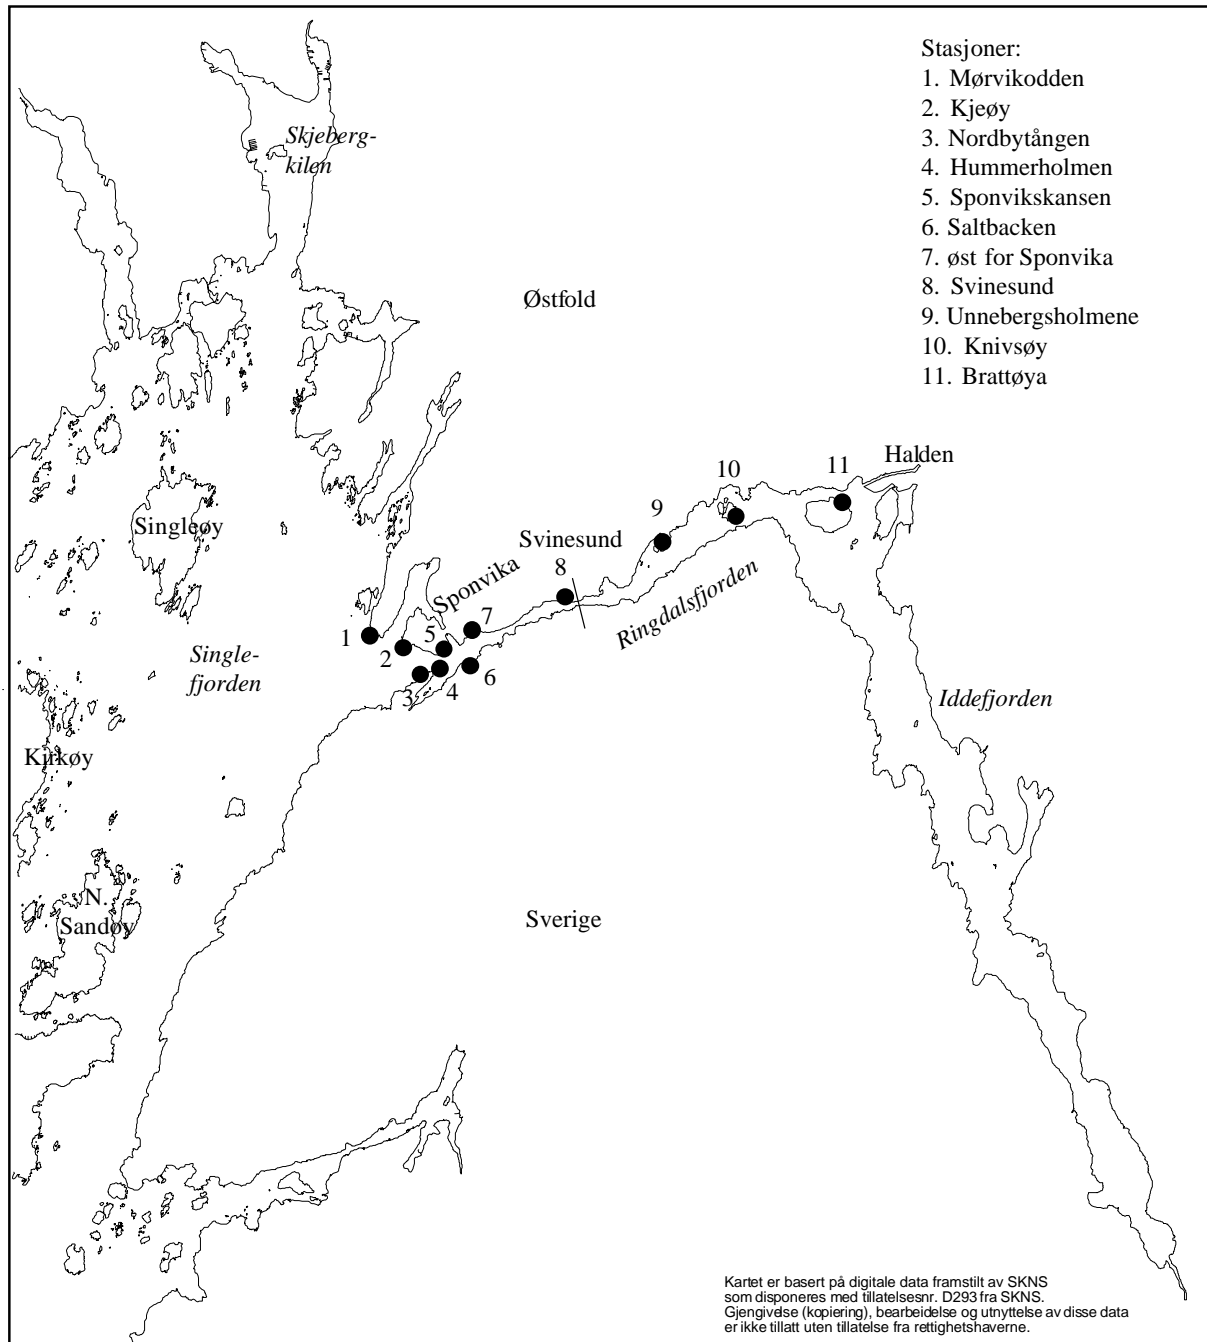 Stasjoner:
1. Mørvikodden
2. Kjeøy
3. Nordbytången
4. Hummerholmen
5. Sponvikskansen
6. Saltbacken
7. øst for Sponvika
8. Svinesund
9. Unnebergsholmene
10. Knivsøy
11. Brattøya
Skjeberg-
kilen
Østfold
Halden
10
11
9
Singleøy
Svinesund
8
Sponvika
7
Ringdalsfjorden
1
5
2
Single-
fjorden
3
4
6
Iddefjorden
Kirkøy
N.
Sandøy
Sverige
Kartet er basert på digitale data framstilt av SKNS
som disponeres med tillatelsesnr. D293 fra SKNS.
Gjengivelse (kopiering), bearbeidelse og utnyttelse av disse data
er ikke tillatt uten tillatelse fra rettighetshaverne.